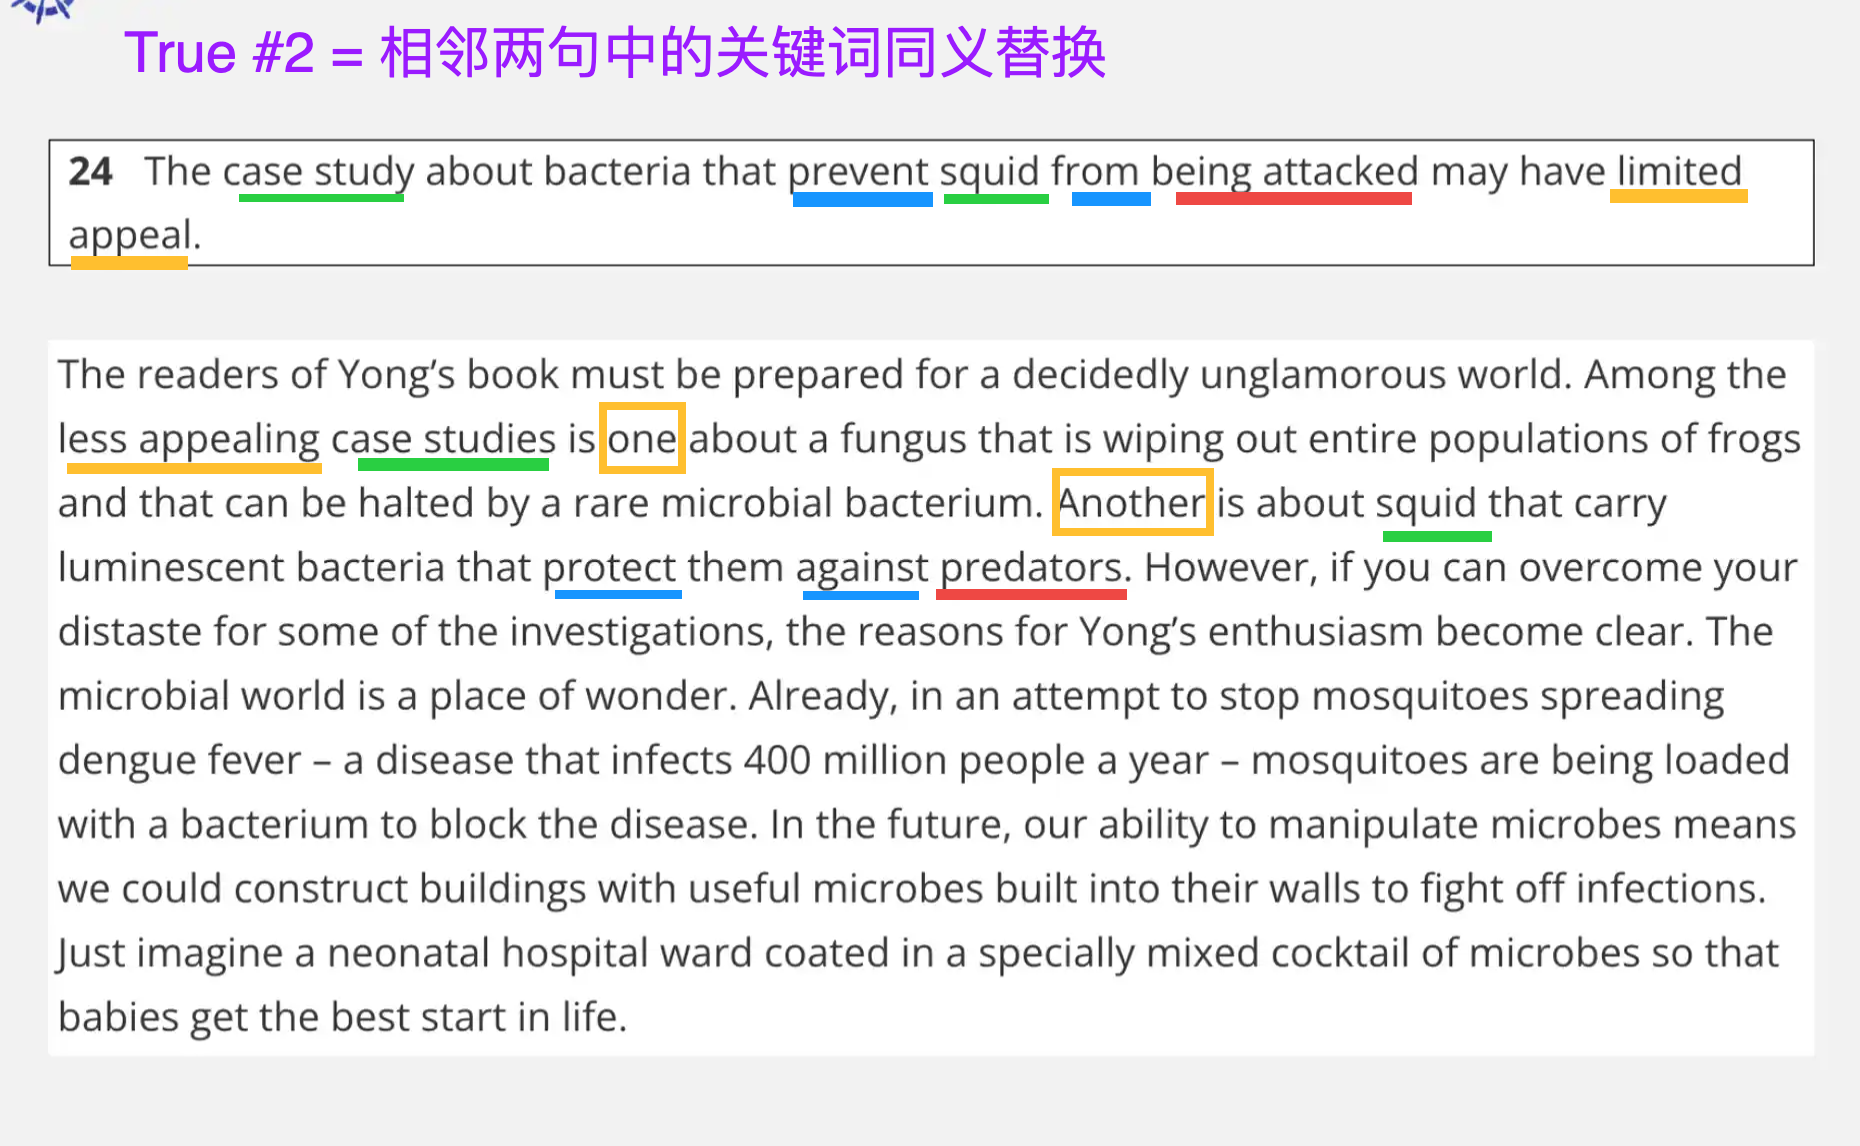 True #2 = 相邻两句中的关键词同义替换
24 The case study about bacteria that prevent squid from being attacked may have limited
appeal.
The readers of Yong’s book must be prepared for a decidedly unglamorous world. Among the
less appealing case studies is one about a fungus that is wiping out entire populations of frogs
and that can be halted by a rare microbial bacterium. Another is about squid that carry
luminescent bacteria that protect them against predators. However, if you can overcome your
distaste for some of the investigations, the reasons for Yong’s enthusiasm become clear. The
microbial world is a place of wonder. Already, in an attempt to stop mosquitoes spreading
dengue fever – a disease that infects 400 million people a year – mosquitoes are being loaded
with a bacterium to block the disease. In the future, our ability to manipulate microbes means
we could construct buildings with useful microbes built into their walls to fight off infections.
Just imagine a neonatal hospital ward coated in a specially mixed cocktail of microbes so that
babies get the best start in life.